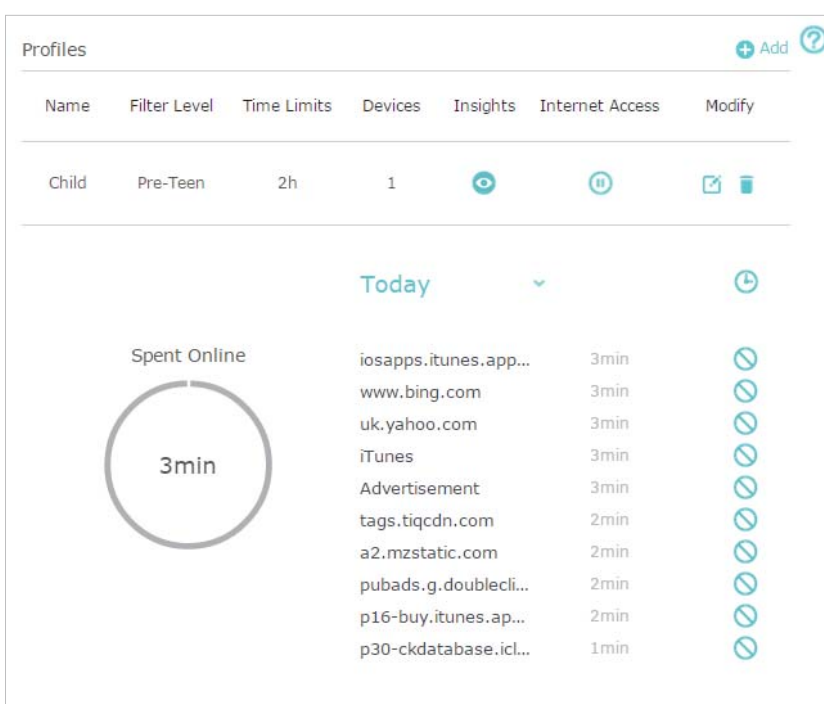 Profiles
Add ?
Name Filter Level Time Limits Devices Insights Internet Access Modify
Child Pre-Teen 2h 1
Today
Spent Online
3min
iosapps.itunes.app... 3min
www.bing.com 3min
uk.yahoo.com 3min
iTunes 3min
Advertisement 3min
tags.tiqcdn.com 2min
a2.mzstatic.com 2min
pubads.g.doublecli... 2min
p16-buy.itunes.ap... 2min
p30-ckdatabase.icl... 1min